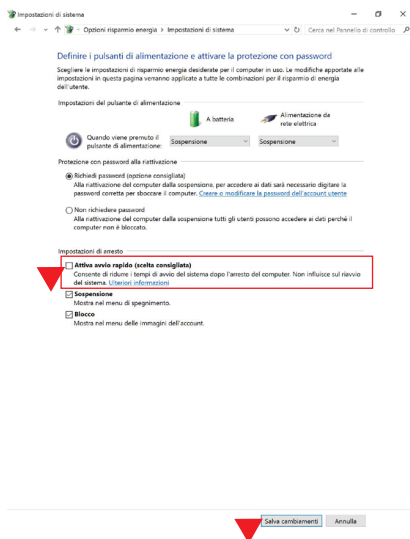 Impostazioni di sistema
Opzioni risparmio energia > Impostazioni di sistema
Cerca nel Pannello di controllo
Definire i pulsanti di alimentazione e attivare la protezione con password
Scegliere le impostazioni di risparmio energia desiderate per il computer in uso. Le modifiche apportate alle
impostazioni in questa pagina verranno applicate a tutte le combinazioni per il risparmio di energia
dell'utente.
Impostazioni del pulsante di alimentazione
A batteria
Alimentazione da
rete elettrica
Quando viene premuto il
pulsante di alimentazione:
Sospensione
Sospensione
Protezione con password alla riattivazione
Richiedi password (opzione consigliata)
Alla riattivazione del computer dalla sospensione, per accedere ai dati sarà necessario digitare la
password corretta per sboccare il computer. Creare o modificare la password dell'account utente
Non richiedere password
Alla riattivazione del computer dalla sospensione tutti gli utenti possono accedere ai dati perché il
computer non è bloccato.
Impostazioni di arresto
Attiva avvio rapido (scelta consigliata)
Consente di ridurre i tempi di avvio del sistema dopo l'arresto del computer. Non influisce sul riavvio
del sistema. Ulteriori informazioni
Sospensione
Mostra nel menu di spegnimento.
Blocco
Mostra nel menu delle immagini dell'account.
Salva cambiamenti
Annulla